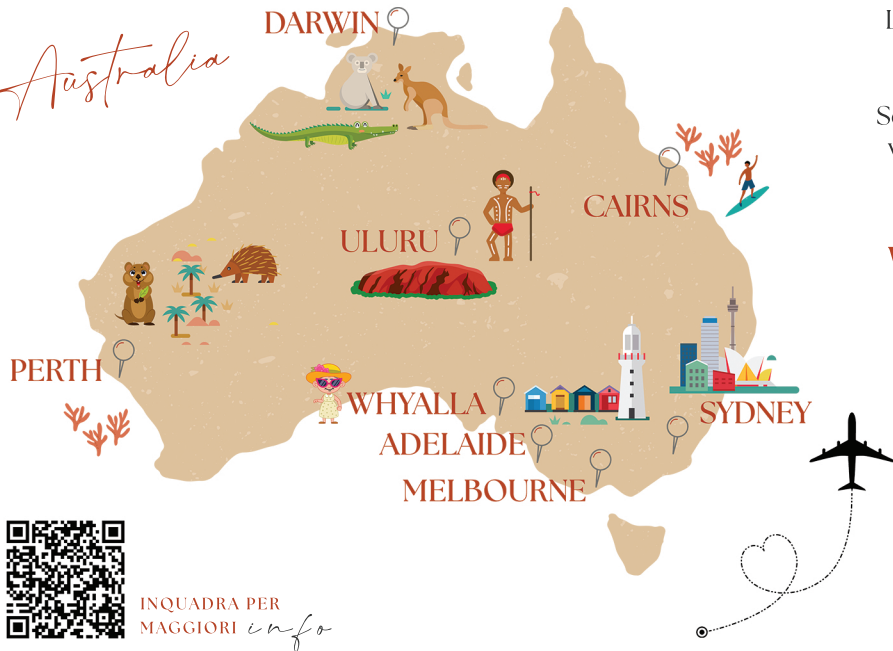 Australia
DARWIN
CAIRNS
ULURU
PERTH
WHYALLA
ADELAIDE
SYDNEY
MELBOURNE
INQUADRA PER
MAGGIORI info